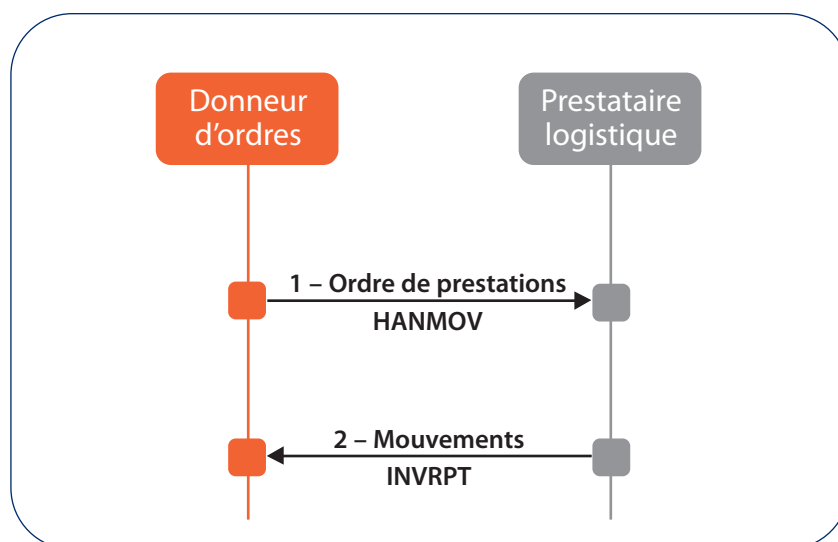 Donneur
d’ordres
Prestataire
logistique
1 – Ordre de prestations
HANMOV
2 – Mouvements
INVRPT